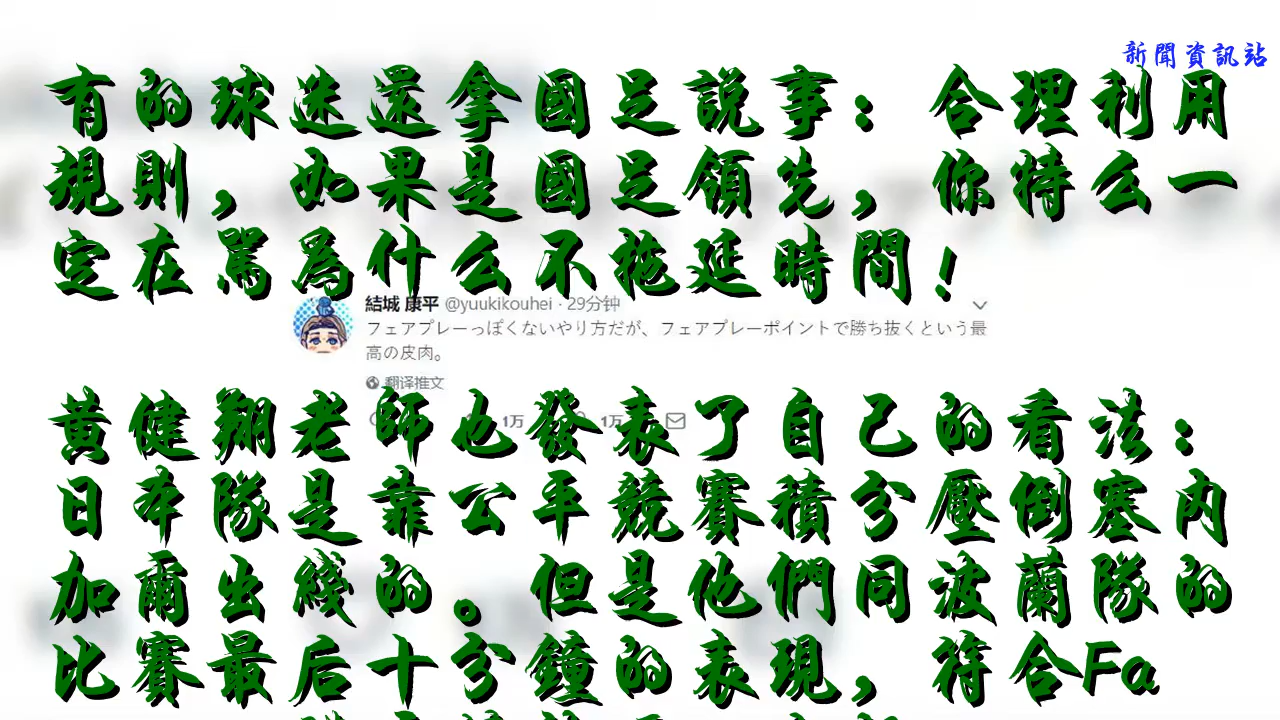 新聞資訊站
有的球迷還拿國足說事：合理利用
規則，如果是國足領先，你特么一
定在罵為什么不拖延時間！
結城 康平 @yuukikouhei · 29分钟
フェアプレーっぽくないやり方だが、フェアプレーポイントで勝ち抜くという最
高の皮肉。
翻译推文
1万 1万
黃健翔老師也發表了自己的看法：
日本隊是靠公平競賽積分壓倒塞內
加爾出綫的。但是他們同波蘭隊的
比賽最后十分鐘的表現，符合Fa